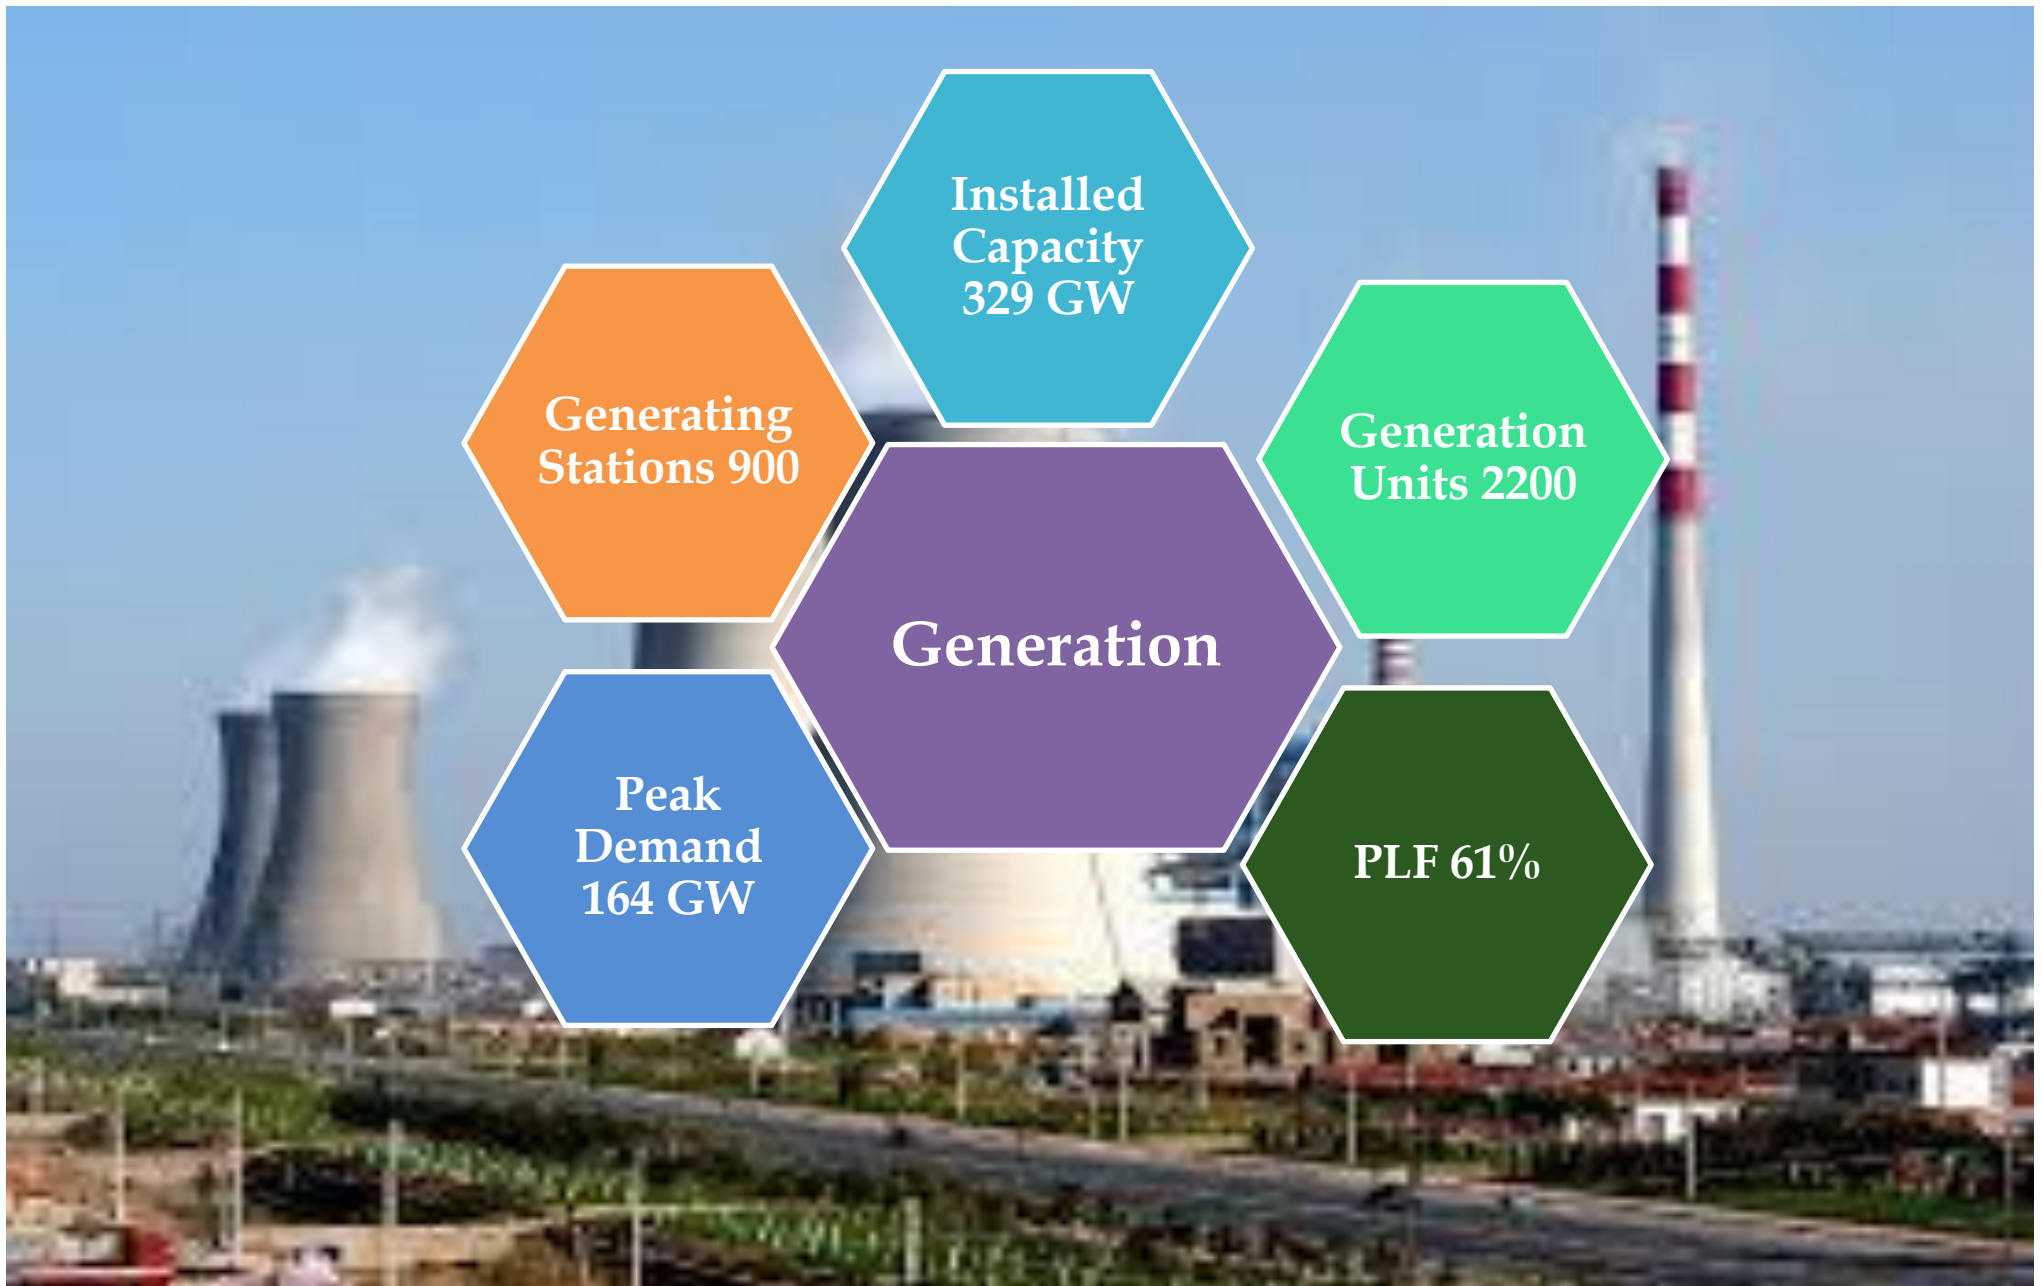 Installed
Capacity
329 GW
Generating
Stations 900
Generation
Units 2200
Generation
Peak
Demand
164 GW
PLF 61%